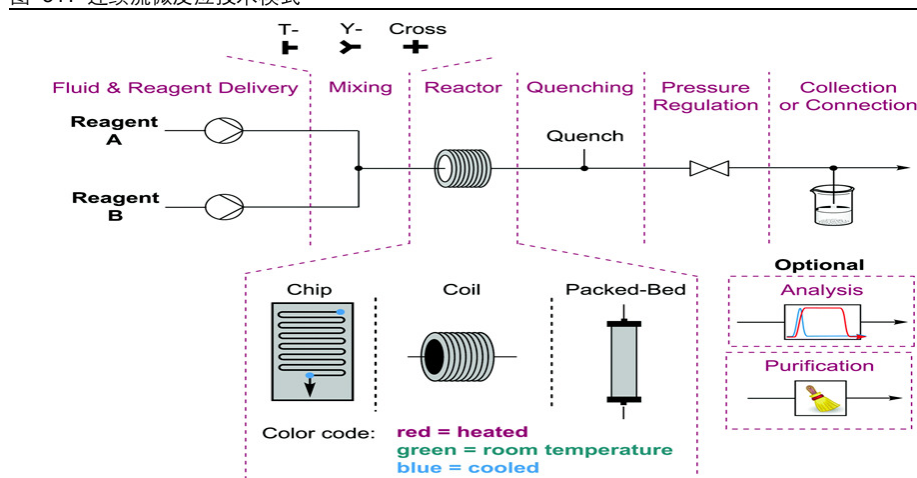 T-
Y-
Cross
Fluid & Reagent Delivery
Mixing
Reactor
Quenching
Pressure
Regulation
Collection
or Connection
Reagent
A
Quench
Reagent
B
Optional
Chip
Coil
Packed-Bed
Analysis
Purification
Color code:
red = heated
green = room temperature
blue = cooled